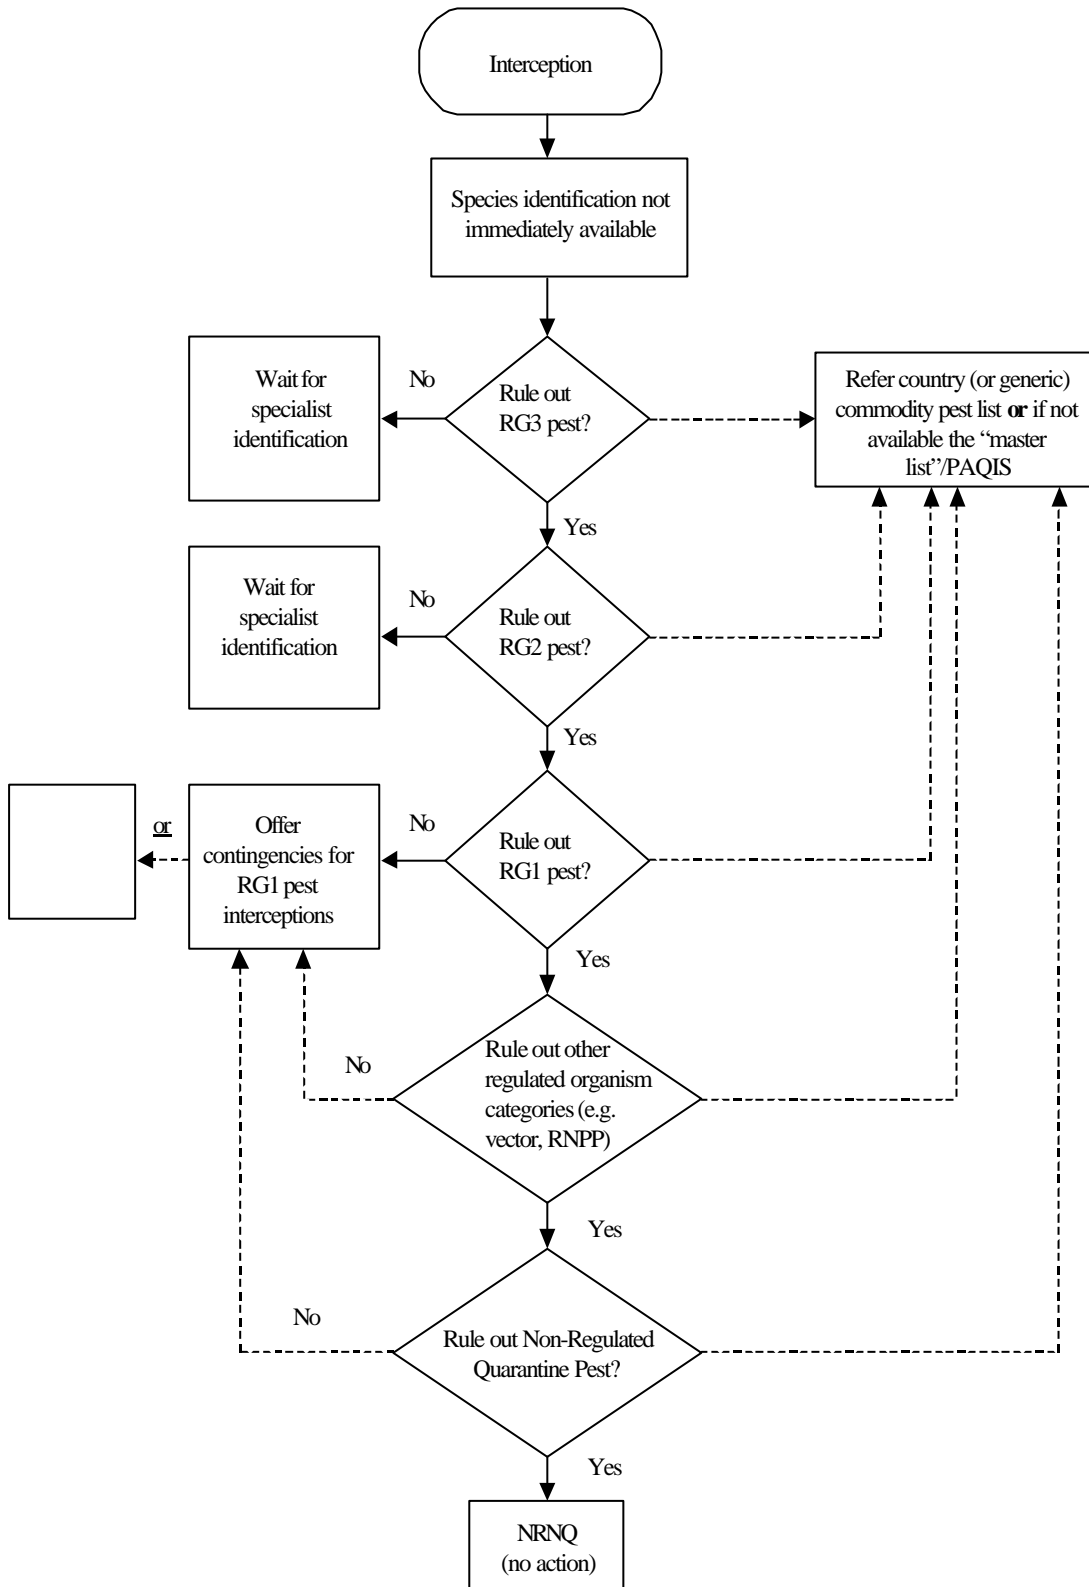 Interception
Species identification not
immediately available
Wait for
specialist
identification
No
Rule out
RG3 pest?
Refer country (or generic)
commodity pest list or if not
available the “master
list”/PAQIS
Yes
Wait for
specialist
identification
No
Rule out
RG2 pest?
Yes
or
Offer
contingencies for
RG1 pest
interceptions
No
Rule out
RG1 pest?
Yes
No
Rule out other
regulated organism
categories (e.g.
vector, RNPP)
Yes
No
Rule out Non-Regulated
Quarantine Pest?
Yes
NRNQ
(no action)